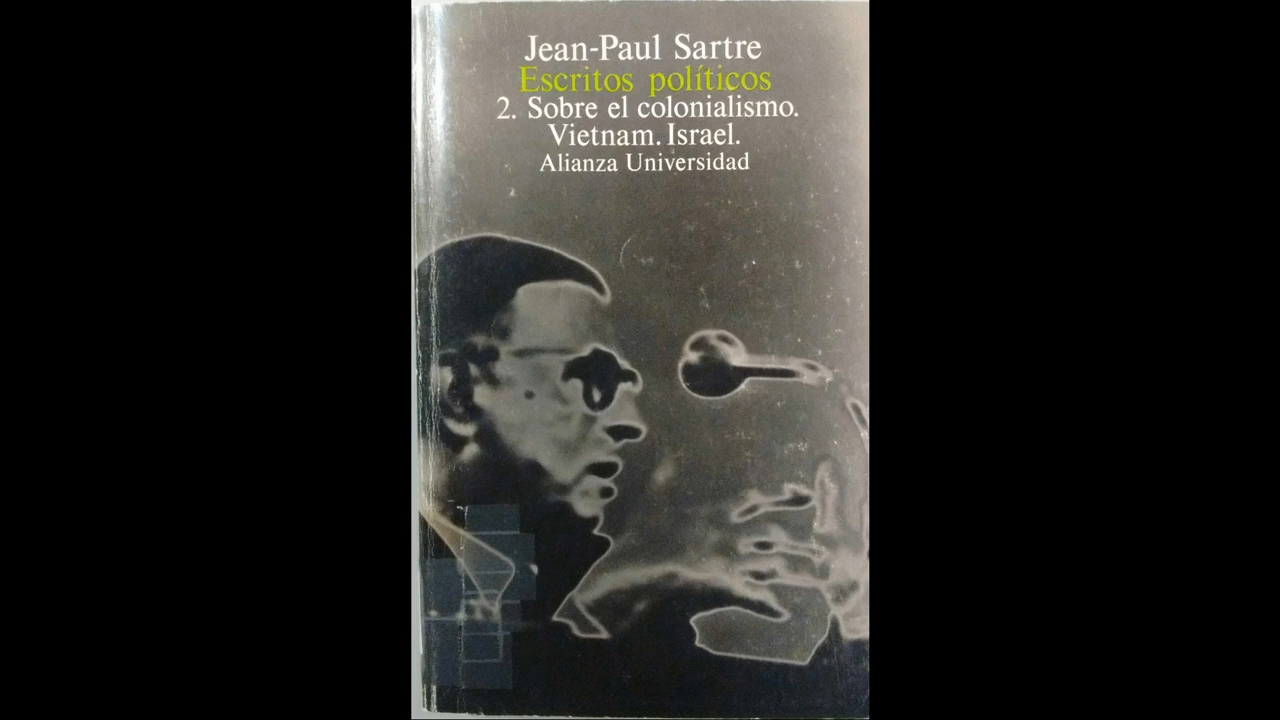 Jean-Paul Sartre
Escritos políticos
2. Sobre el colonialismo.
Vietnam. Israel.
Alianza Universidad